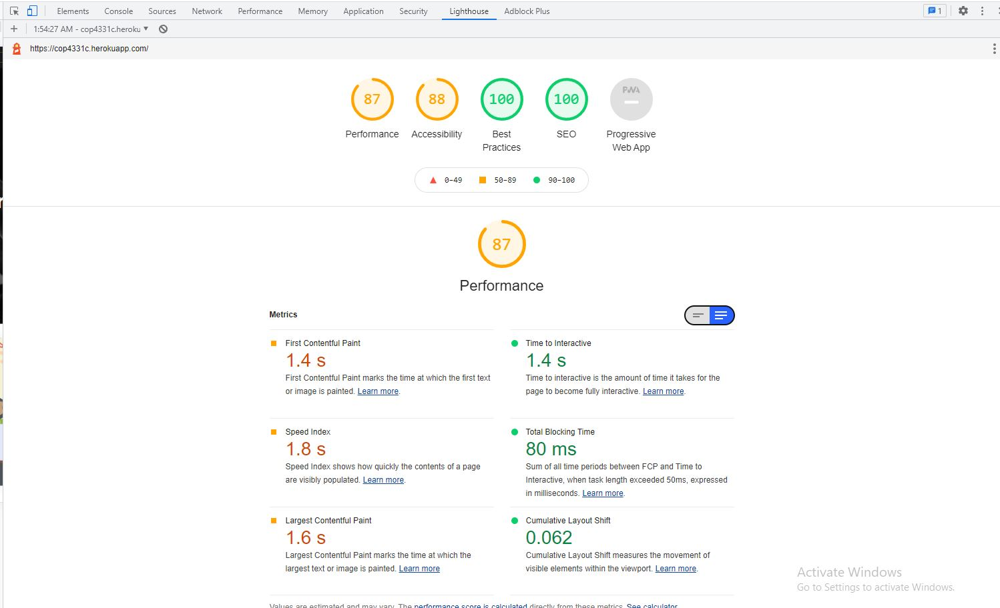 Elements Console Sources Network Performance Memory Application Security Lighthouse Adblock Plus 1
1:54:27 AM - cop4331c.heroku
https://cop4331c.herokuapp.com/
87 88 100 100 PWA
Performance Accessibility Best Practices SEO Progressive Web App
0–49 50–89 90–100
87
Performance
Metrics
First Contentful Paint
1.4 s
First Contentful Paint marks the time at which the first text
or image is painted. Learn more.
Time to Interactive
1.4 s
Time to interactive is the amount of time it takes for the
page to become fully interactive. Learn more.
Speed Index
1.8 s
Speed Index shows how quickly the contents of a page
are visibly populated. Learn more.
Total Blocking Time
80 ms
Sum of all time periods between FCP and Time to
Interactive, when task length exceeded 50ms, expressed
in milliseconds. Learn more.
Largest Contentful Paint
1.6 s
Largest Contentful Paint marks the time at which the
largest text or image is painted. Learn more
Cumulative Layout Shift
0.062
Cumulative Layout Shift measures the movement of
visible elements within the viewport. Learn more.
Activate Windows
Go to Settings to activate Windows.
Values are estimated and may vary. The performance score is calculated directly from these metrics. See calculator.